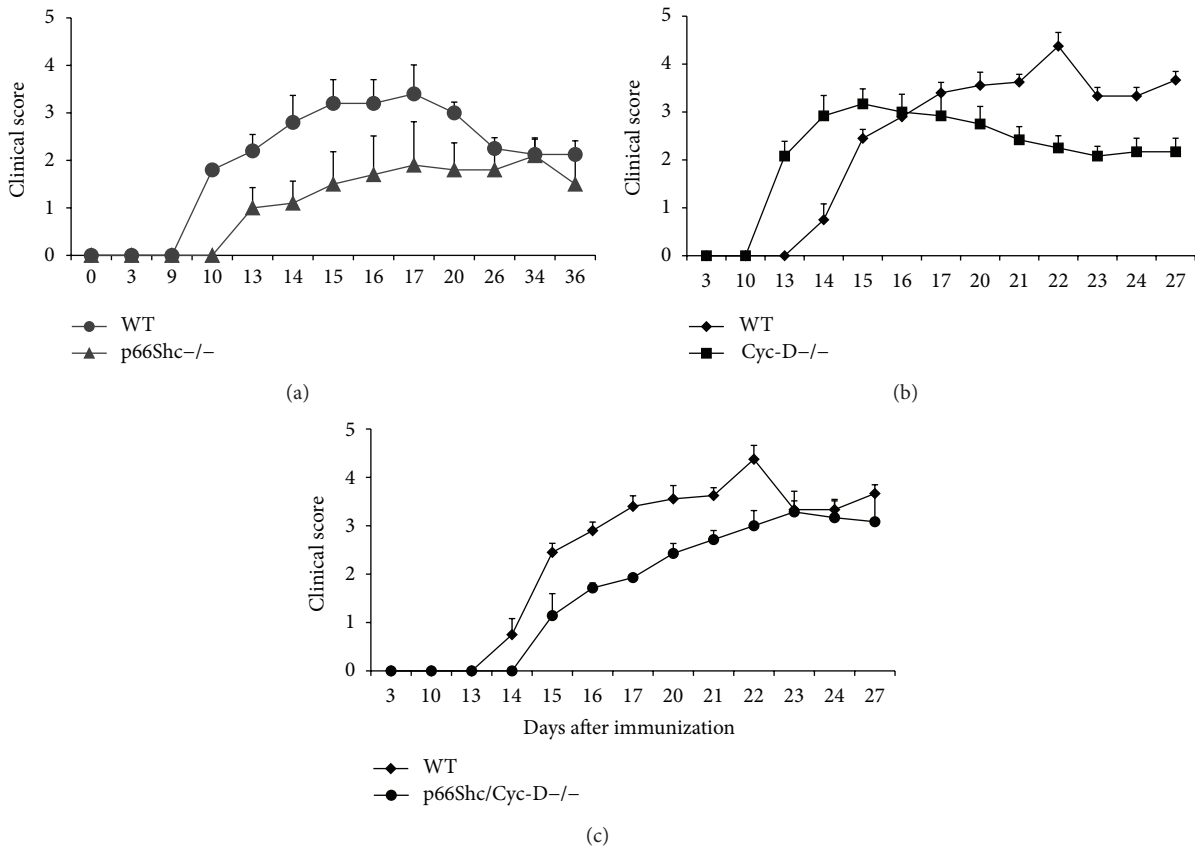 5
4
3
2
1
0
Clinical score
0 3 9 10 13 14 15 16 17 20 26 34 36
WT
p66Shc−/−
(a)
5
4
3
2
1
0
Clinical score
3 10 13 14 15 16 17 20 21 22 23 24 27
WT
Cyc-D−/−
(b)
5
4
3
2
1
0
Clinical score
3 10 13 14 15 16 17 20 21 22 23 24 27
Days after immunization
WT
p66Shc/Cyc-D−/−
(c)